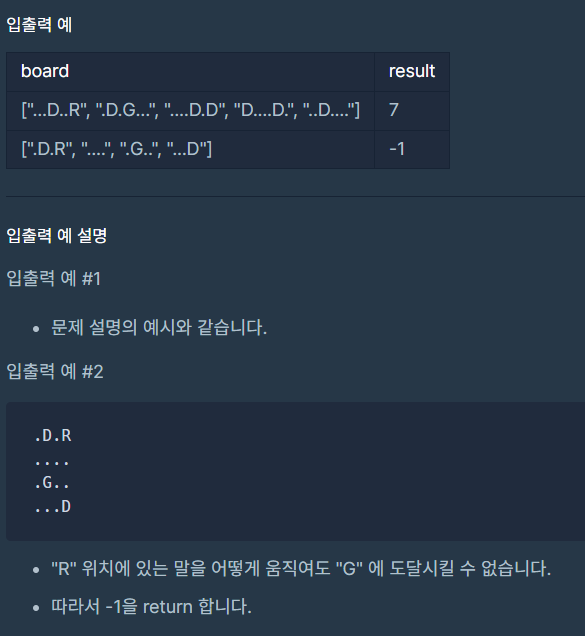 입출력 예
board result
["...D..R", ".D.G...", "....D.D", "D....D.", "..D...."] 7
[".D.R", "....", ".G..", "...D"] -1
입출력 예 설명
입출력 예 #1
• 문제 설명의 예시와 같습니다.
입출력 예 #2
.D.R
....
.G..
...D
• "R" 위치에 있는 말을 어떻게 움직여도 "G" 에 도달시킬 수 없습니다.
• 따라서 -1을 return 합니다.